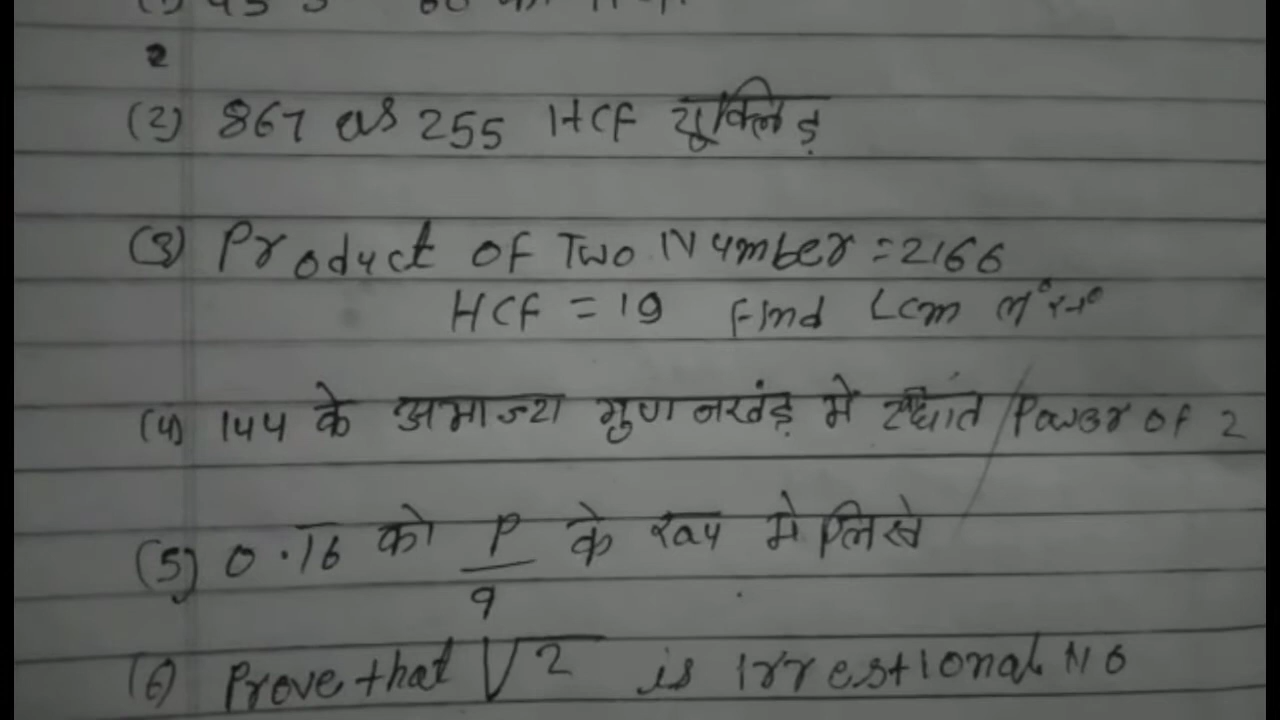 2
(2) 867 और 255 HCF यूक्लिड़
(3) Product of Two Number = 2166
HCF = 19 Find Lcm
(4) 144 के अभाज्य गुणनखंड़ में घात / Power of 2
(5) 0.16 को P/q के रूप मे लिखे
(6) Prove that √2 is Irrestional No